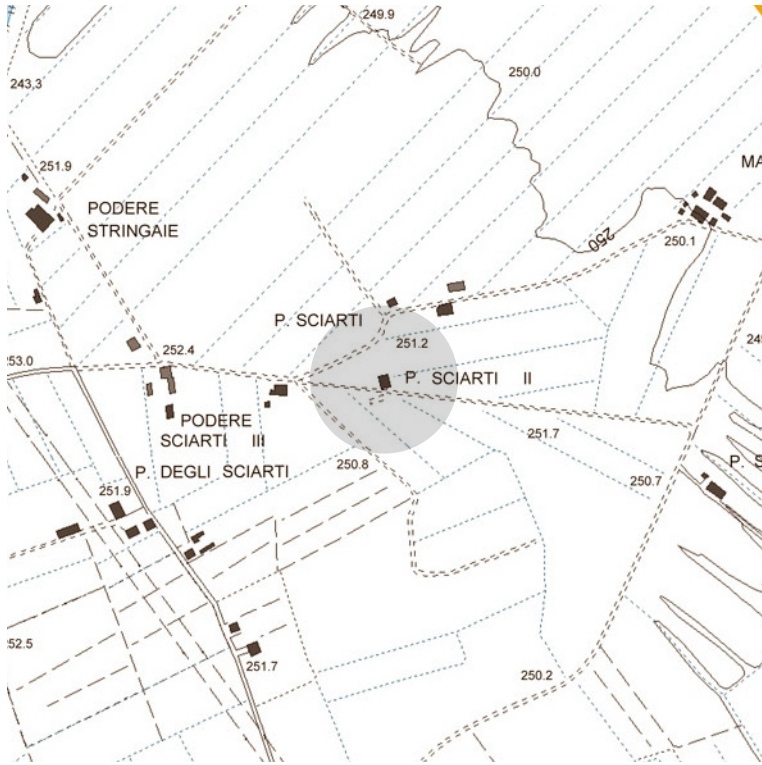 249.9
243,3
250.0
251.9
MA
PODERE
STRINGAIE
250
250.1
P. SCIARTI
251.2
252.4
253.0
P. SCIARTI II
PODERE
SCIARTI III
251.7
P. DEGLI SCIARTI
250.8
250.7
P. S
251.9
252.5
251.7
250.2